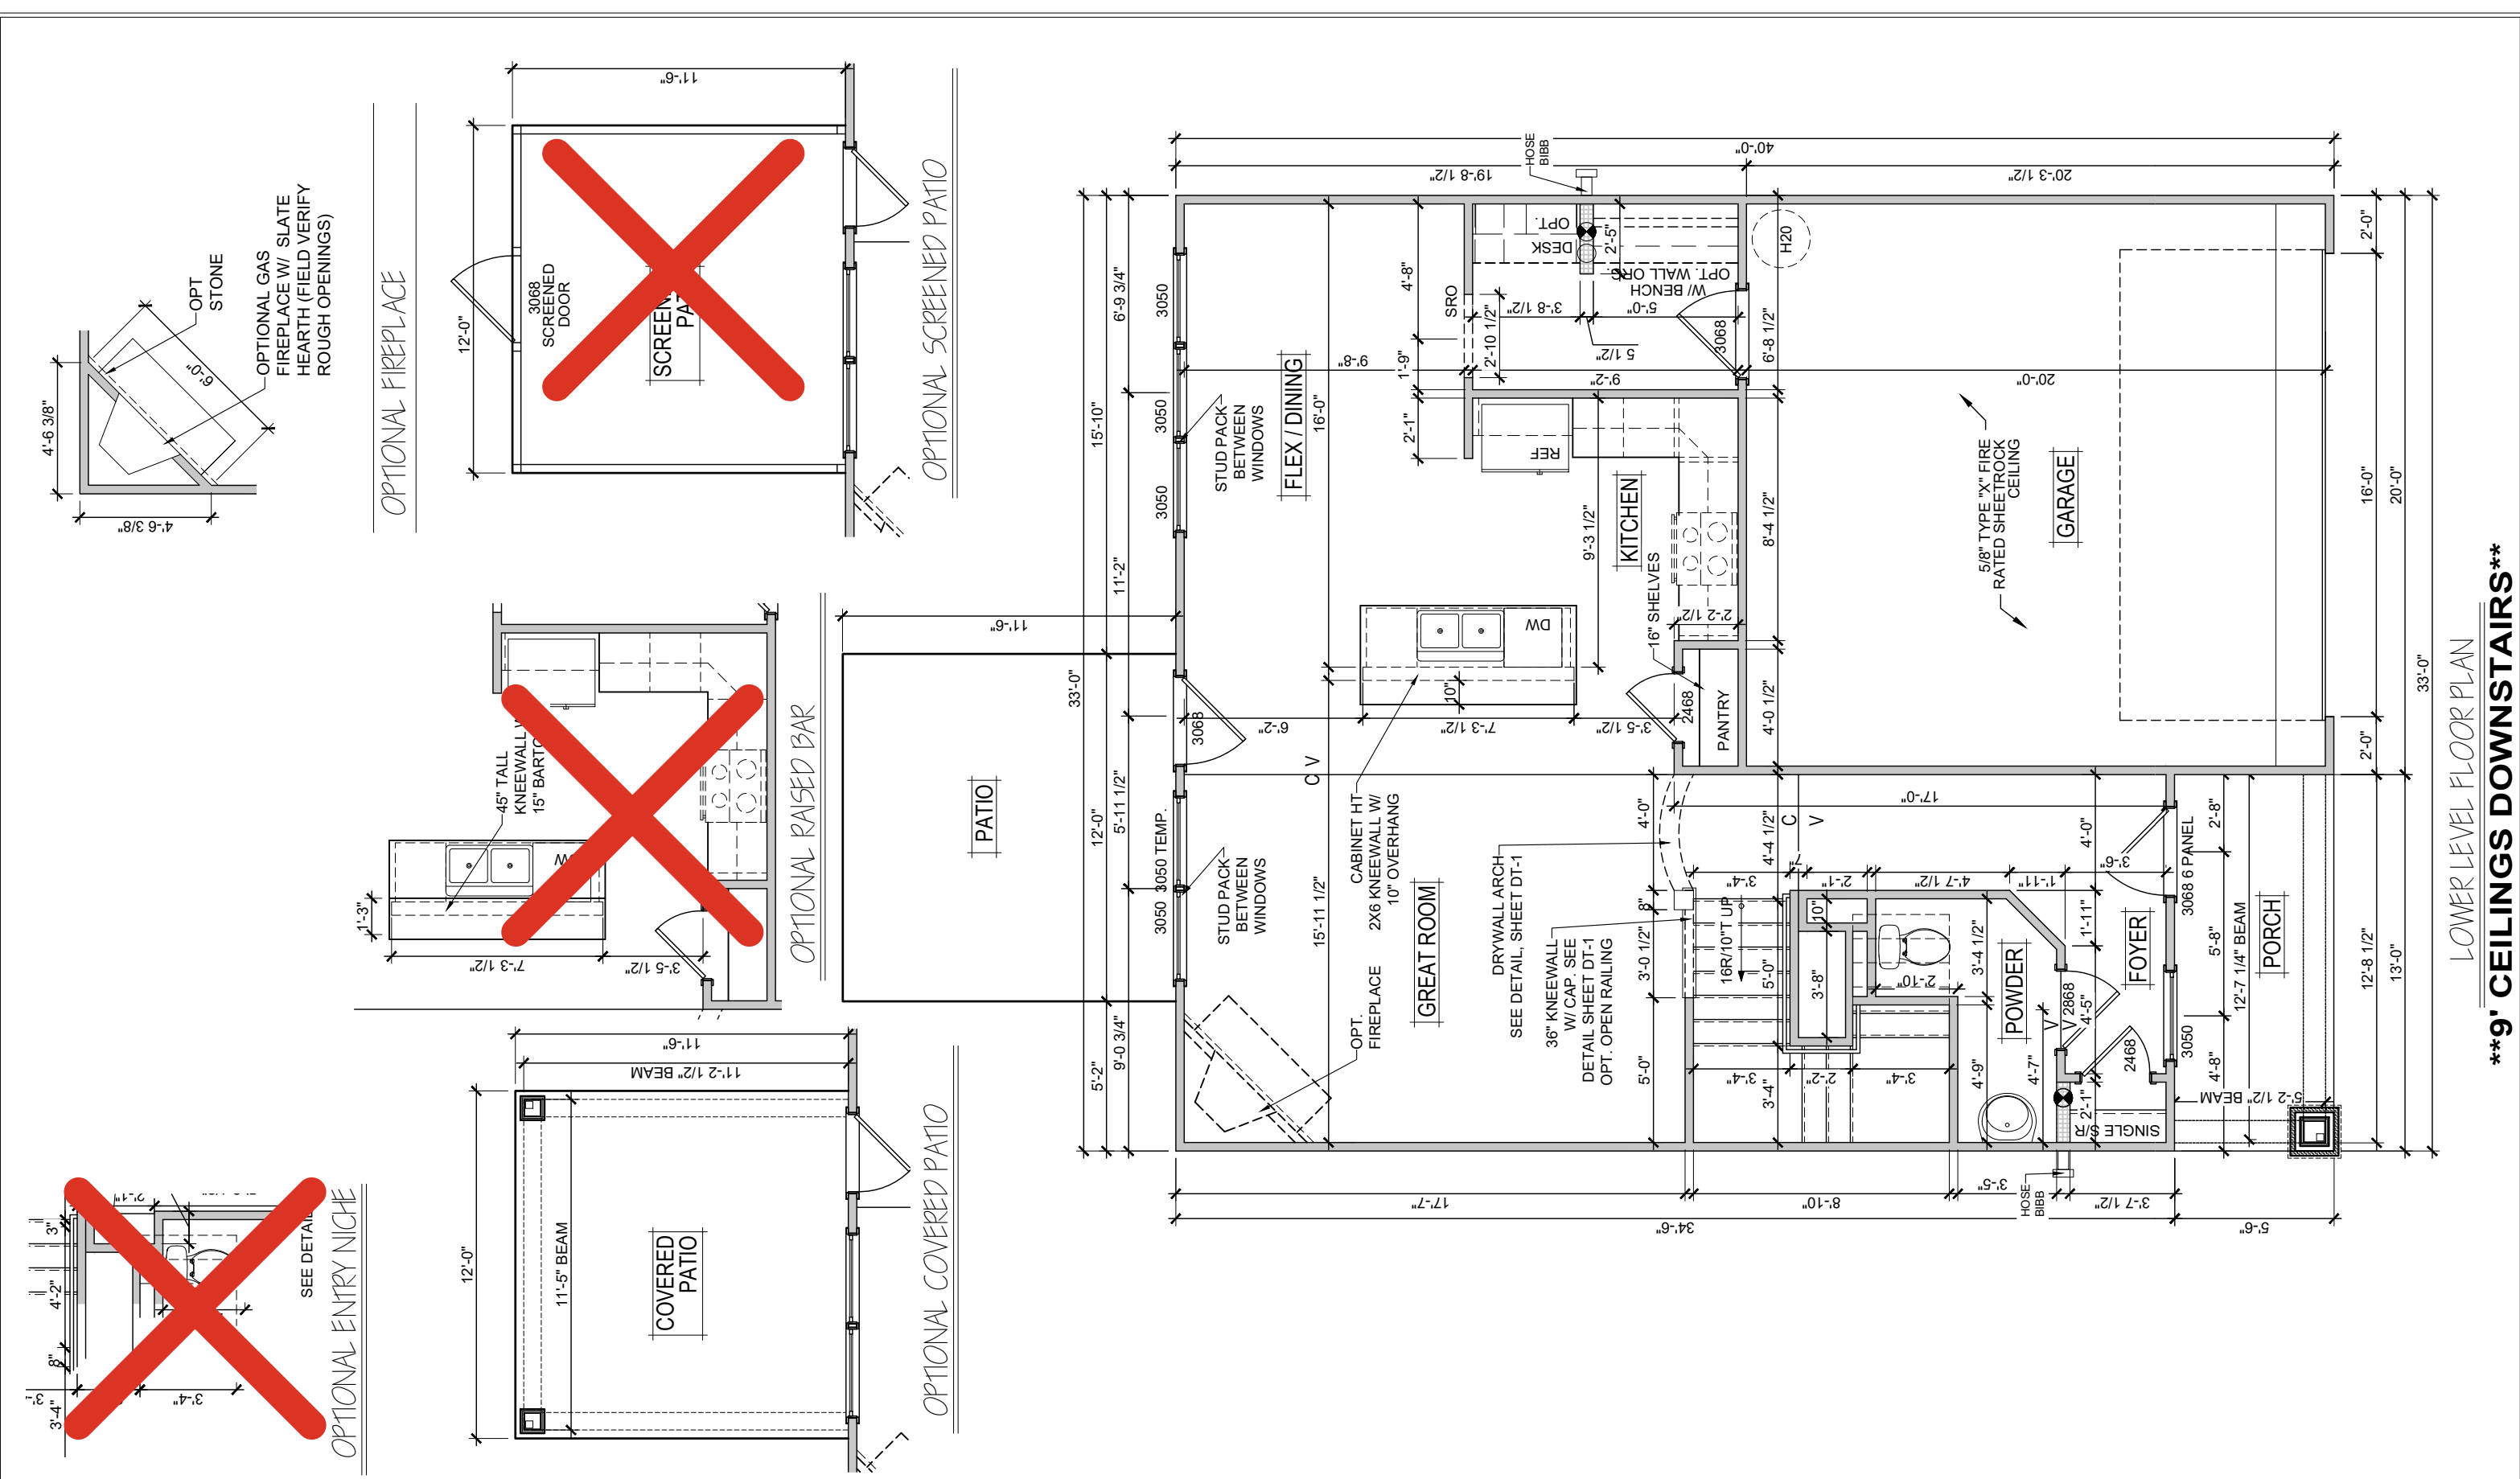 OPT
STONE
OPTIONAL GAS
FIREPLACE W/ SLATE
HEARTH (FIELD VERIFY
ROUGH OPENINGS)
6'-0"
4'-6 3/8"
4'-6 3/8"
OPTIONAL FIREPLACE
11'-6"
12'-0"
3068
SCREENED
DOOR
SCREEN
PA
OPTIONAL SCREENED PATIO
45" TALL
KNEEWALL
15"
1'-3"
7'-3 1/2"
3'-5 1/2"
OPTIONAL RAISED BAR
11'-6"
11'-2 1/2" BEAM
12'-0"
11'-5" BEAM
COVERED
PATIO
OPTIONAL COVERED PATIO
3"
4'-2"
8"
3'-4"
3'-4"
2'-1"
SEE DETAIL
OPTIONAL ENTRY NICHE
40'-0"
19'-8 1/2"
20'-3 1/2"
HOSE
BIBB
33'-0"
15'-10"
12'-0"
5'-2"
6'-9 3/4"
11'-2"
5'-11 1/2"
9'-0 3/4"
3050
3050
3050
3050 TEMP.
3050
11'-6"
PATIO
3068
STUD PACK
BETWEEN
WINDOWS
FLEX / DINING
16'-0"
9'-8"
4'-8"
1'-9"
2'-1"
SRO
2'-10 1/2"
3'-8 1/2"
5'-0"
5 1/2"
9'-2"
OPT.
DESK
2'-5"
OPT. WALL ORG.
W/ BENCH
3068
6'-8 1/2"
H20
REF
KITCHEN
9'-3 1/2"
8'-4 1/2"
DW
16" SHELVES
2'-2 1/2"
10"
6'-2"
7'-3 1/2"
3'-5 1/2"
2468
PANTRY
4'-0 1/2"
20'-0"
5/8" TYPE "X" FIRE
RATED SHEETROCK
CEILING
GARAGE
2'-0"
16'-0"
2'-0"
20'-0"
33'-0"
C V
STUD PACK
BETWEEN
WINDOWS
CABINET HT
2X6 KNEEWALL W/
10" OVERHANG
15'-11 1/2"
OPT.
FIREPLACE
GREAT ROOM
DRYWALL ARCH
SEE DETAIL, SHEET DT-1
36" KNEEWALL
W/ CAP. SEE
DETAIL SHEET DT-1
OPT. OPEN RAILING
4'-0"
8"
3'-0 1/2"
5'-0"
17'-0"
4'-4 1/2"
C
V
3'-4"
7"
2'-1"
4'-7 1/2"
1'-11"
3'-6"
16R/10"T UP
5'-0"
10"
3'-8"
2'-10"
3'-4 1/2"
3'-4"
3'-4"
2'-2"
3'-4"
4'-9"
POWDER
4'-0"
1'-11"
FOYER
4'-7"
V
V
2868
4'-5"
2468
2'-1"
SINGLE S/R
3068 6 PANEL
3050
2'-8"
5'-8"
4'-8"
12'-7 1/4" BEAM
PORCH
5'-2 1/2" BEAM
12'-8 1/2"
13'-0"
17'-7"
8'-10"
3'-5"
3'-7 1/2"
HOSE
BIBB
34'-6"
5'-6"
LOWER LEVEL FLOOR PLAN
**9' CEILINGS DOWNSTAIRS**